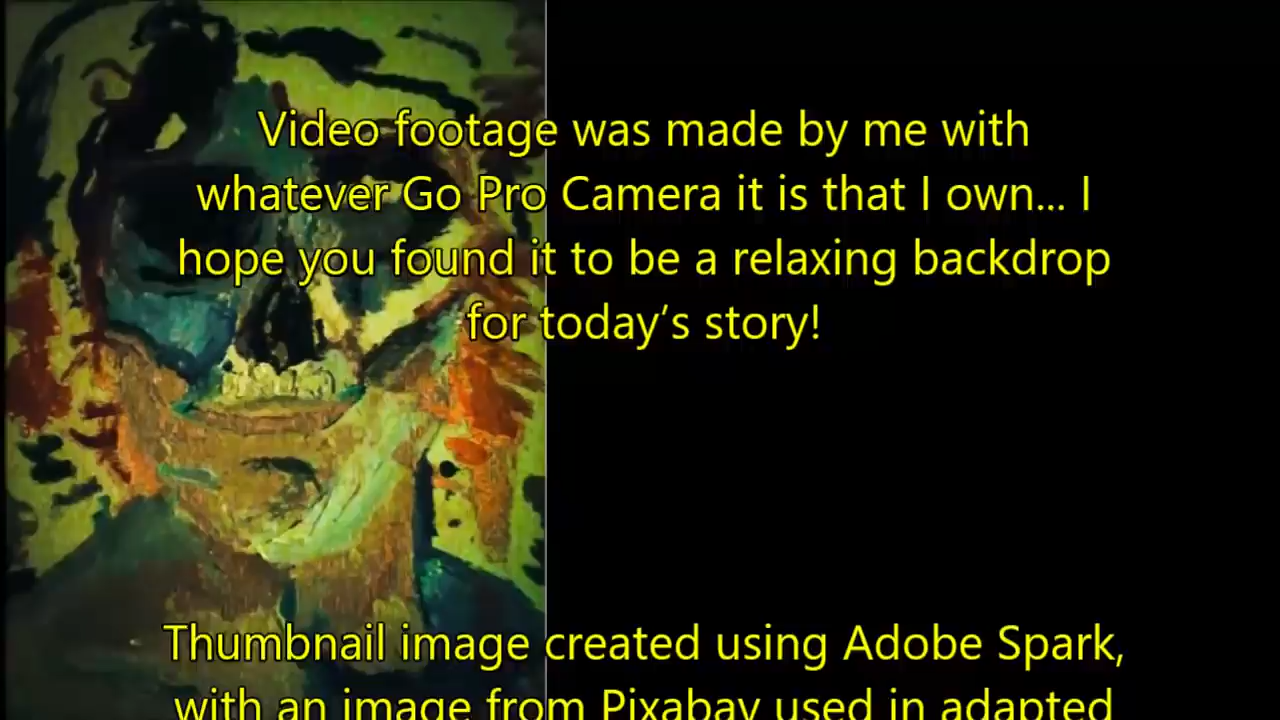 Video footage was made by me with
whatever Go Pro Camera it is that I own... I
hope you found it to be a relaxing backdrop
for today’s story!
Thumbnail image created using Adobe Spark,
with an image from Pixabay used in adapted